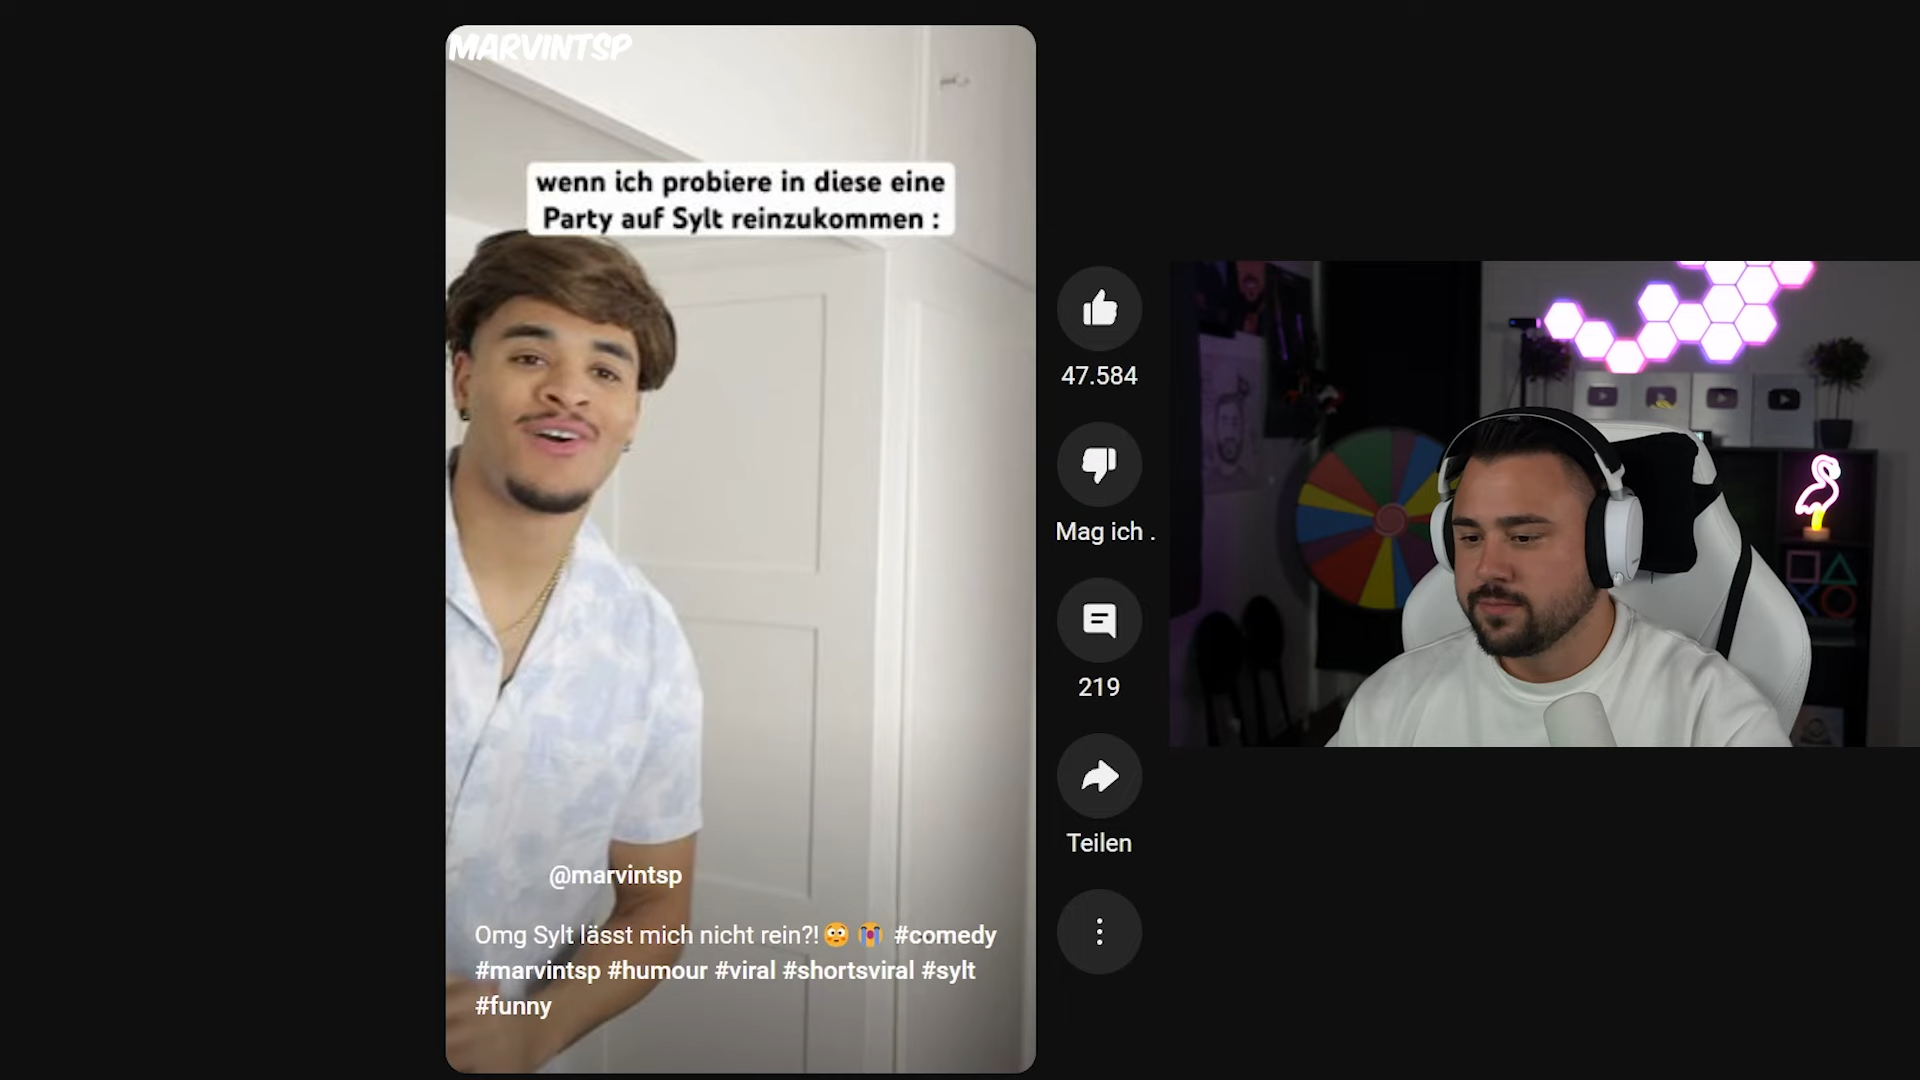 MARVINTSP
wenn ich probiere in diese eine
Party auf Sylt reinzukommen :
@marvintsp
Omg Sylt lässt mich nicht rein?!😳 😭 #comedy
#marvintsp #humour #viral #shortsviral #sylt
#funny
47.584
Mag ich .
219
Teilen